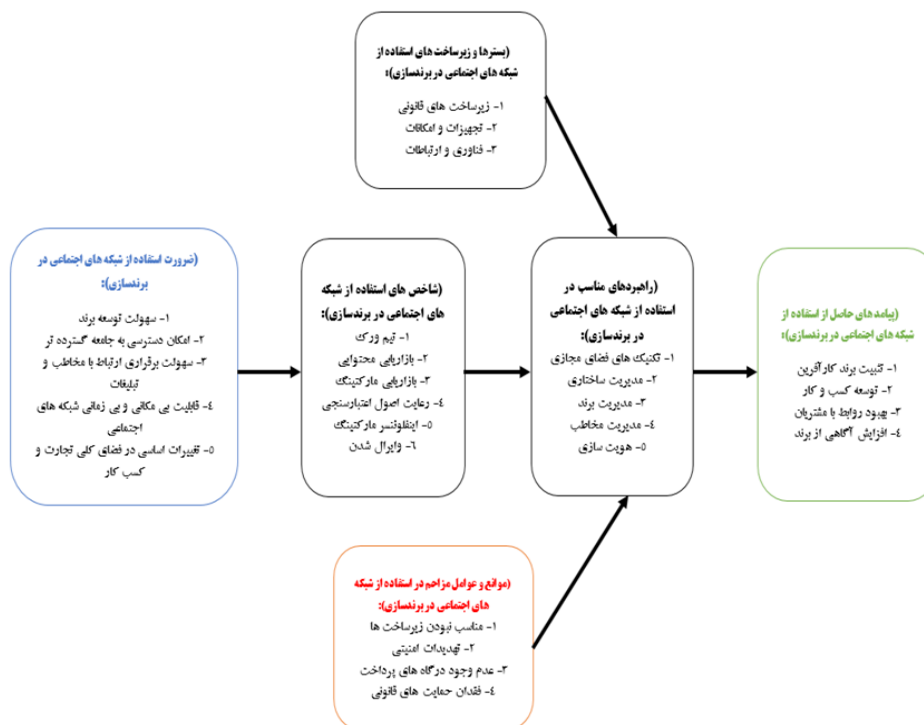 (بسترها و زیرساخت های استفاده از
شبکه های اجتماعی در برندسازی):
۱- زیرساخت های قانونی
۲- تجهیزات و امکانات
۳- فناوری و ارتباطات
(ضرورت استفاده از شبکه های اجتماعی در
برندسازی):
۱- سهولت توسعه برند
۲- امکان دسترسی به جامعه گسترده تر
۳- سهولت برقراری ارتباط با مخاطب و
تبلیغات
۴- قابلیت بی مکانی و بی زمانی شبکه های
اجتماعی
۵- تغییرات اساسی در فضای کلی تجارت و
کسب کار
(شاخص های استفاده از شبکه
های اجتماعی در برندسازی):
۱- تیم ورک
۲- بازاریابی محتوایی
۳- بازاریابی مارکتینگ
۴- رعایت اصول اعتبارسنجی
۵- اینفلوئنسر مارکتینگ
۶- وایرال شدن
(راهبردهای مناسب در
استفاده از شبکه های اجتماعی
در برندسازی):
۱- تکنیک های فضای مجازی
۲- مدیریت ساختاری
۳- مدیریت برند
۴- مدیریت مخاطب
۵- هویت سازی
(پیامد های حاصل از استفاده از
شبکه های اجتماعی در برندسازی):
۱- تثبیت برند کارآفرین
۲- توسعه کسب و کار
۳- بهبود روابط با مشتریان
۴- افزایش آگاهی از برند
(موانع و عوامل مزاحم در استفاده از شبکه
های اجتماعی در برندسازی):
۱- مناسب نبودن زیرساخت ها
۲- تهدیدات امنیتی
۳- عدم وجود درگاه های پرداخت
۴- فقدان حمایت های قانونی